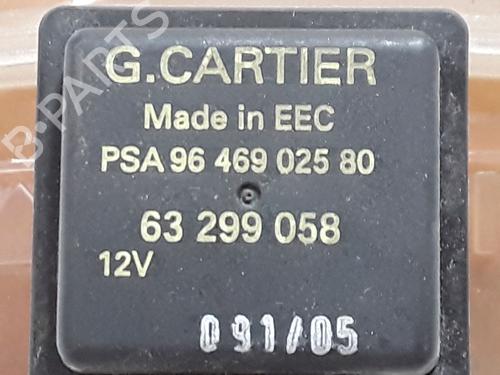 G.CARTIER
Made in EEC
PSA 96 469 025 80
63 299 058
12V
091/05
B-PARTS